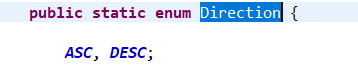 public static enum Direction {
ASC, DESC;